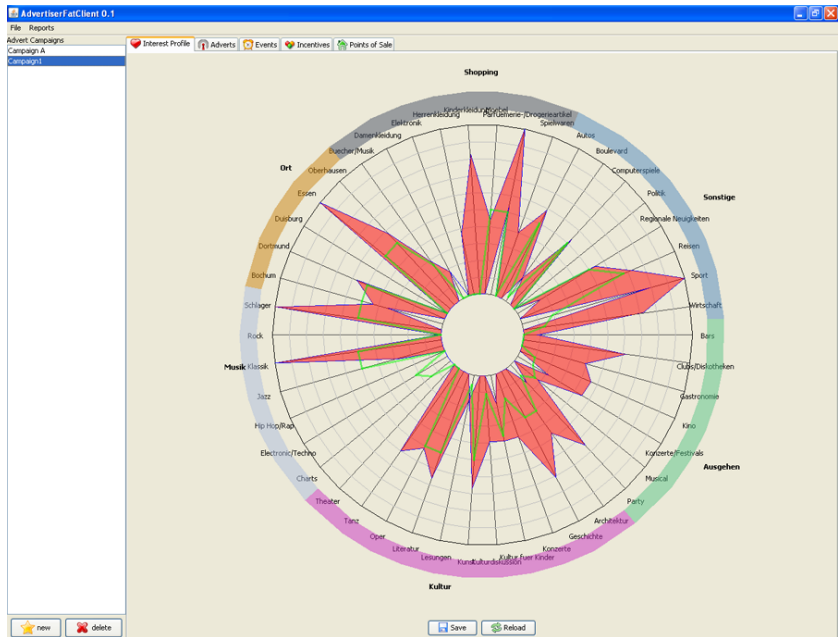 AdvertiserFatClient 0.1
File Reports
Advert Campaigns
Campaign A
Campaign1
Interest Profile
Adverts
Events
Incentives
Points of Sale
Shopping
Kinderkleidung
Moebel
Herrenkleidung
Parfuemerie-/Drogerieartikel
Elektronik
Spielwaren
Damenkleidung
Autos
Buecher/Musik
Boulevard
Ort
Oberhausen
Computerspiele
Essen
Politik
Sonstige
Duisburg
Regionale Neuigkeiten
Dortmund
Reisen
Bochum
Sport
Schlager
Wirtschaft
Rock
Bars
Musik
Klassik
Clubs/Diskotheken
Jazz
Gastronomie
Hip Hop/Rap
Kino
Electronic/Techno
Konzerte/Festivals
Ausgehen
Charts
Musical
Theater
Party
Tanz
Architektur
Oper
Geschichte
Literatur
Konzerte
Lesungen
Kultur fuer Kinder
Kunst
Kulturdiskussion
Kultur
new
delete
Save
Reload